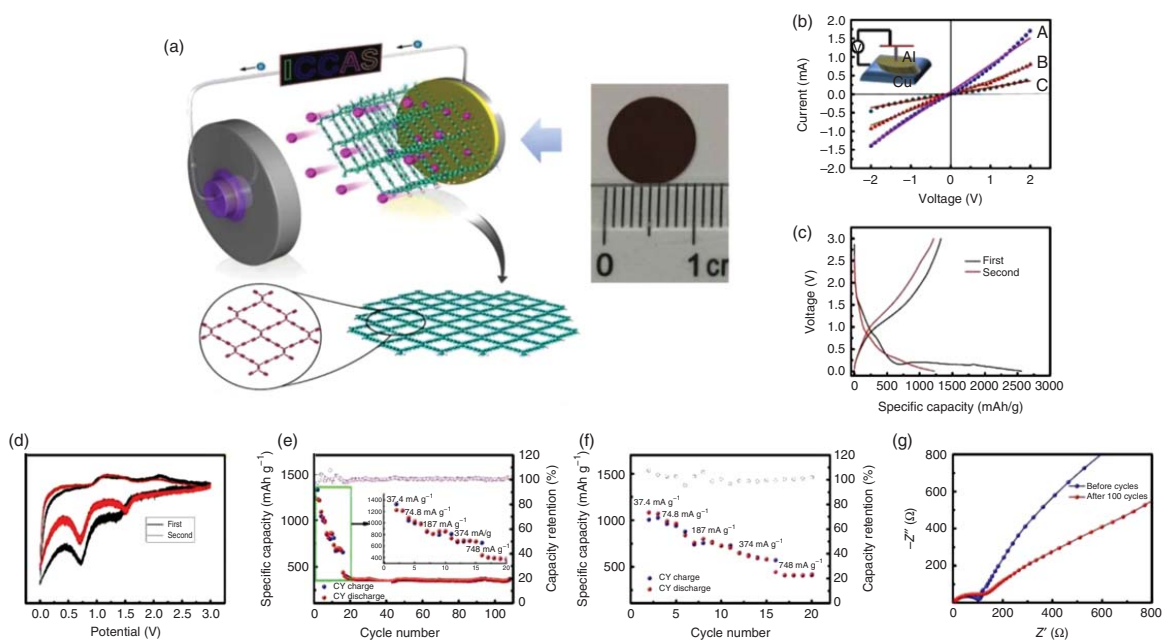 (a)
ICCAS
0
1 cr
(b)
A
B
C
V
Al
Cu
Current (mA)
2.0
1.5
1.0
0.5
0.0
−0.5
−1.0
1.5
2.0
−2
−1
0
1
2
Voltage (V)
(c)
First
Second
Voltage (V)
3.0
2.5
2.0
1.5
1.0
0.5
0.0
0
500
1000
1500
2000
2500
3000
Specific capacity (mAh/g)
(d)
First
Second
0.0
0.5
1.0
1.5
2.0
2.5
3.0
Potential (V)
(e)
Specific capacity (mAh g⁻¹)
1500
1000
500
37.4 mA g⁻¹
74.8 mA g⁻¹
187 mA g⁻¹
374 mA/g
748 mA g⁻¹
1400
1200
1000
800
600
400
0
5
10
15
20
CY charge
CY discharge
0
20
40
60
80
100
Cycle number
120
100
80
60
40
20
0
Capacity retention (%)
(f)
Specific capacity (mAh g⁻¹)
1500
1000
500
37.4 mA g⁻¹
74.8 mA g⁻¹
187 mA g⁻¹
374 mA g⁻¹
748 mA g⁻¹
CY charge
CY discharge
0
5
10
15
20
Cycle number
120
100
80
60
40
20
0
Capacity retention (%)
(g)
−Z″ (Ω)
800
600
400
200
0
Before cycles
After 100 cycles
0
200
400
600
800
Z′ (Ω)